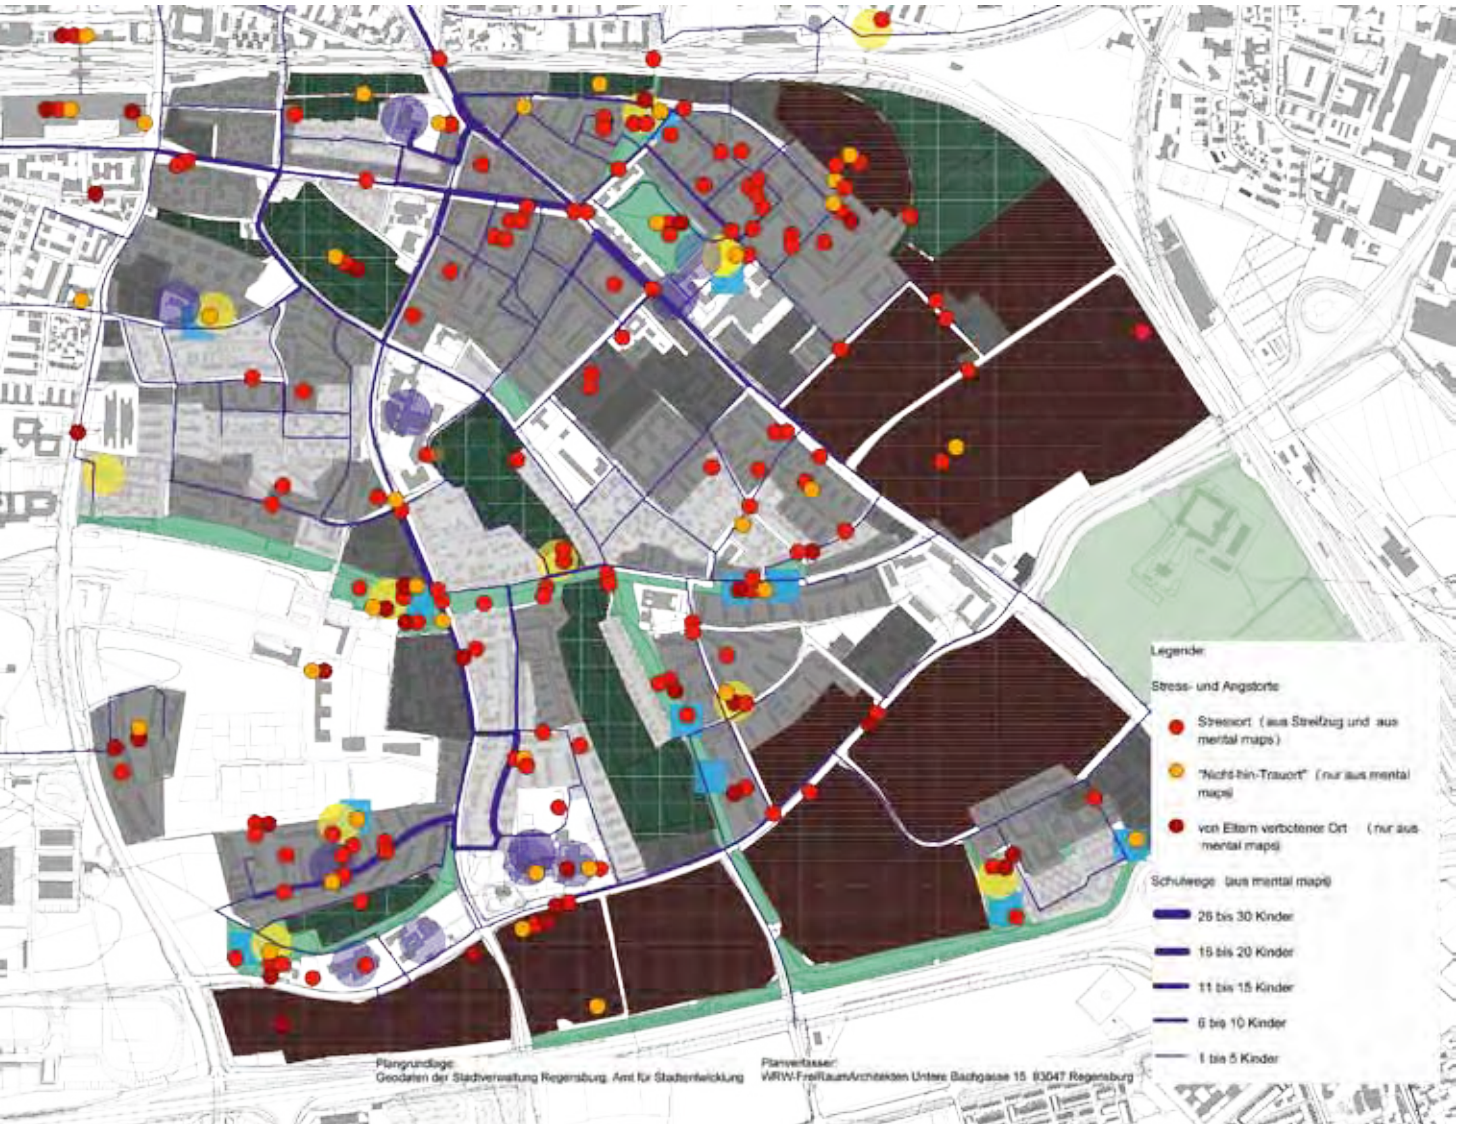 Legende:
Stress- und Angstorte
Stressort (aus Streifzug und aus
mental maps)
"Nicht-hin-Trauort" (nur aus mental
maps)
von Eltern verbotener Ort (nur aus
mental maps)
Schulwege (aus mental maps)
26 bis 30 Kinder
16 bis 20 Kinder
11 bis 15 Kinder
6 bis 10 Kinder
1 bis 5 Kinder
Plangrundlage:
Geodaten der Stadtverwaltung Regensburg, Amt für Stadtentwicklung
Planverfasser:
WRW-FreiRaumArchitekten Untere Bachgasse 15 93047 Regensburg